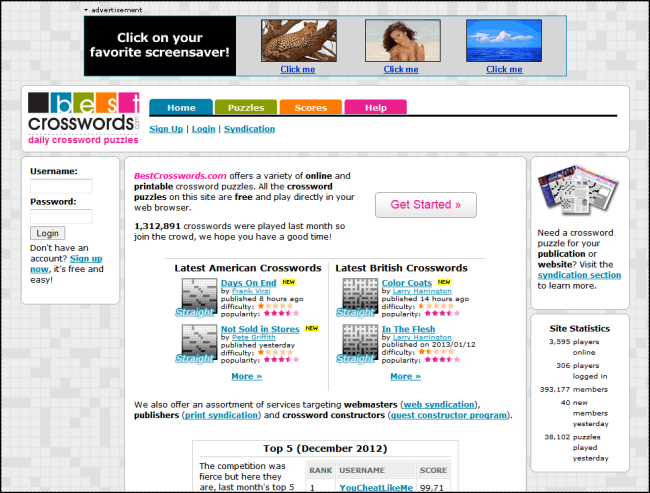 advertisement
Click on your
favorite screensaver!
Click me
Click me
Click me
best
crosswords.com
daily crossword puzzles
Home
Puzzles
Scores
Help
Sign Up | Login | Syndication
Username:
Password:
Login
Don't have an
account? Sign up
now, it's free and
easy!
BestCrosswords.com offers a variety of online and
printable crossword puzzles. All the crossword
puzzles on this site are free and play directly in your
web browser.
1,312,891 crosswords were played last month so
join the crowd, we hope you have a good time!
Get Started »
Latest American Crosswords
Straight
Days On End NEW
by Frank Virzi
published 8 hours ago
difficulty:
popularity:
Straight
Not Sold in Stores NEW
by Pete Griffith
published yesterday
difficulty:
popularity:
More »
Latest British Crosswords
Straight
Color Coats NEW
by Larry Harrington
published 14 hours ago
difficulty:
popularity:
Straight
In The Flesh
by Larry Harrington
published on 2013/01/12
difficulty:
popularity:
More »
We also offer an assortment of services targeting webmasters (web syndication),
publishers (print syndication) and crossword constructors (guest constructor program).
Top 5 (December 2012)
The competition was
fierce but here they
are, last month's top 5
RANK USERNAME SCORE
1 YouCheatLikeMe 99.71
Need a crossword
puzzle for your
publication or
website? Visit the
syndication section
to learn more.
Site Statistics
3,595 players
online
306 players
logged in
393,177 members
40 new
members
yesterday
38,102 puzzles
played
yesterday